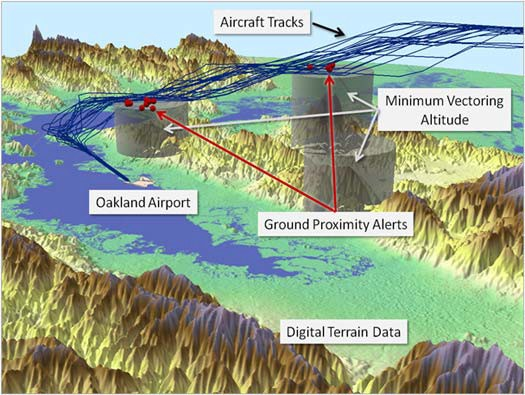 Aircraft Tracks
Minimum Vectoring
Altitude
Oakland Airport
Ground Proximity Alerts
Digital Terrain Data